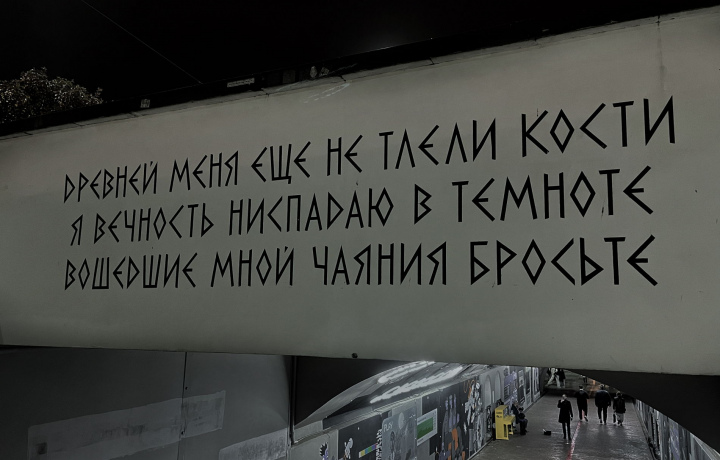 ДРЕВНЕЙ МЕНЯ ЕЩЕ НЕ ТЛЕЛИ КОСТИ
Я ВЕЧНОСТЬ НИСПАДАЮ В ТЕМНОТЕ
ВОШЕДШИЕ МНОЙ ЧАЯНИЯ БРОСЬТЕ